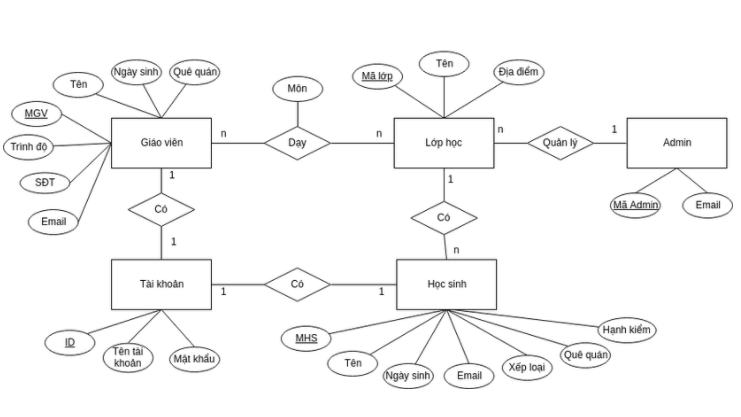 Môn
Tên
Ngày sinh
Quê quán
Mã lớp
Tên
Địa điểm
MGV
Trình độ
SĐT
Email
Giáo viên
n
Dạy
n
Lớp học
n
Quản lý
1
Admin
Mã Admin
Email
1
Có
1
1
Có
n
Tài khoản
1
Có
1
Học sinh
ID
Tên tài
khoản
Mật khẩu
MHS
Tên
Ngày sinh
Email
Xếp loại
Quê quán
Hạnh kiểm